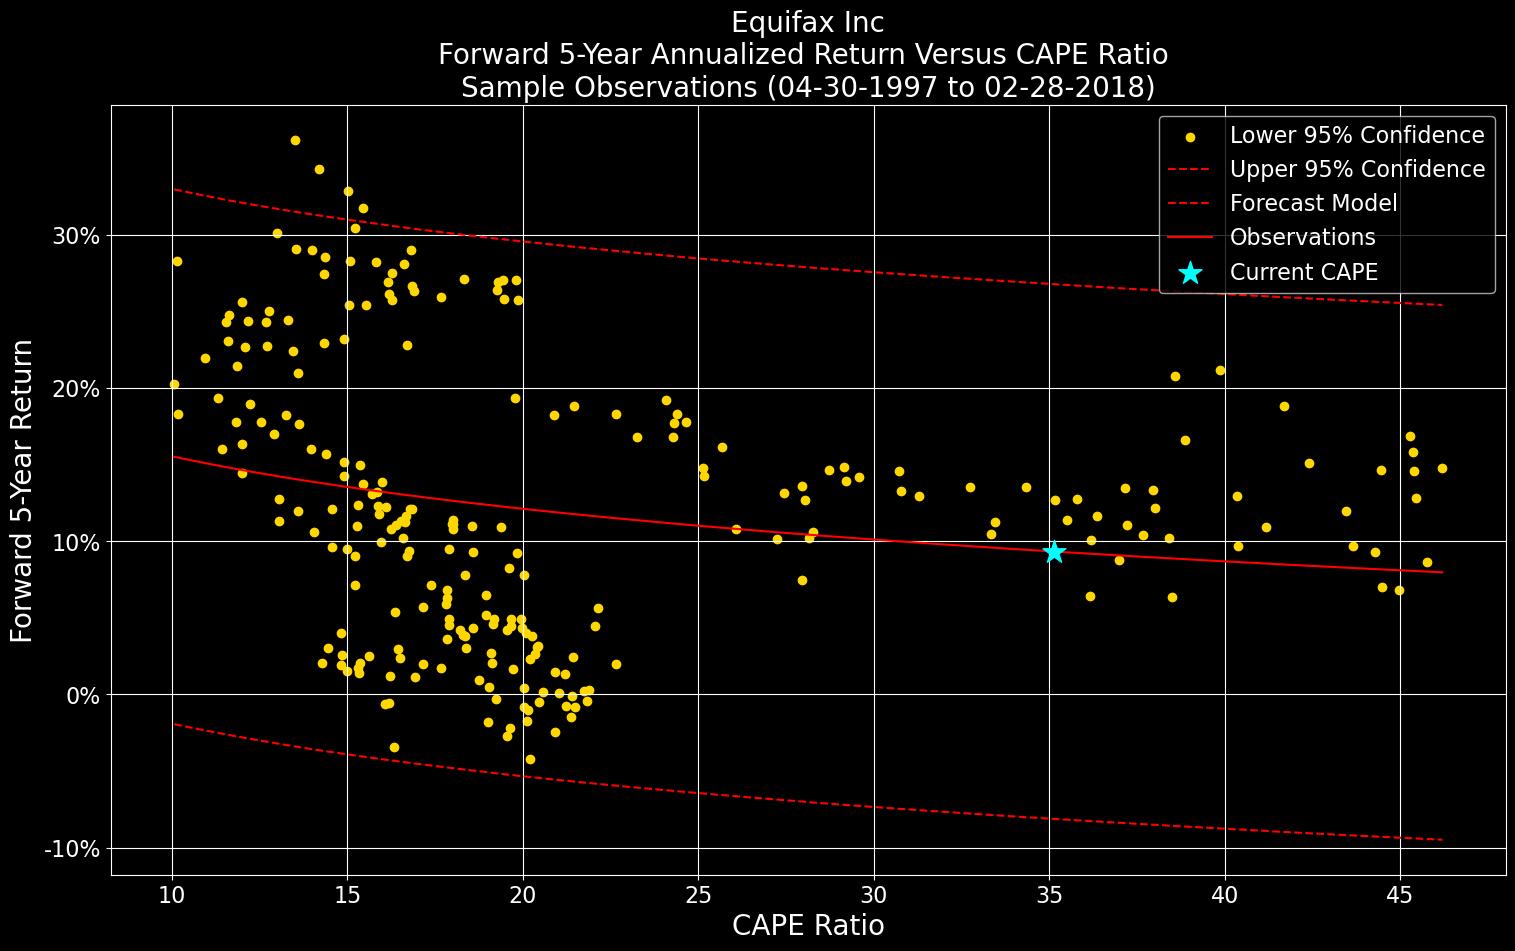 Equifax Inc
Forward 5-Year Annualized Return Versus CAPE Ratio
Sample Observations (04-30-1997 to 02-28-2018)
Lower 95% Confidence
Upper 95% Confidence
Forecast Model
Observations
Current CAPE
Forward 5-Year Return
30%
20%
10%
0%
-10%
10 15 20 25 30 35 40 45
CAPE Ratio